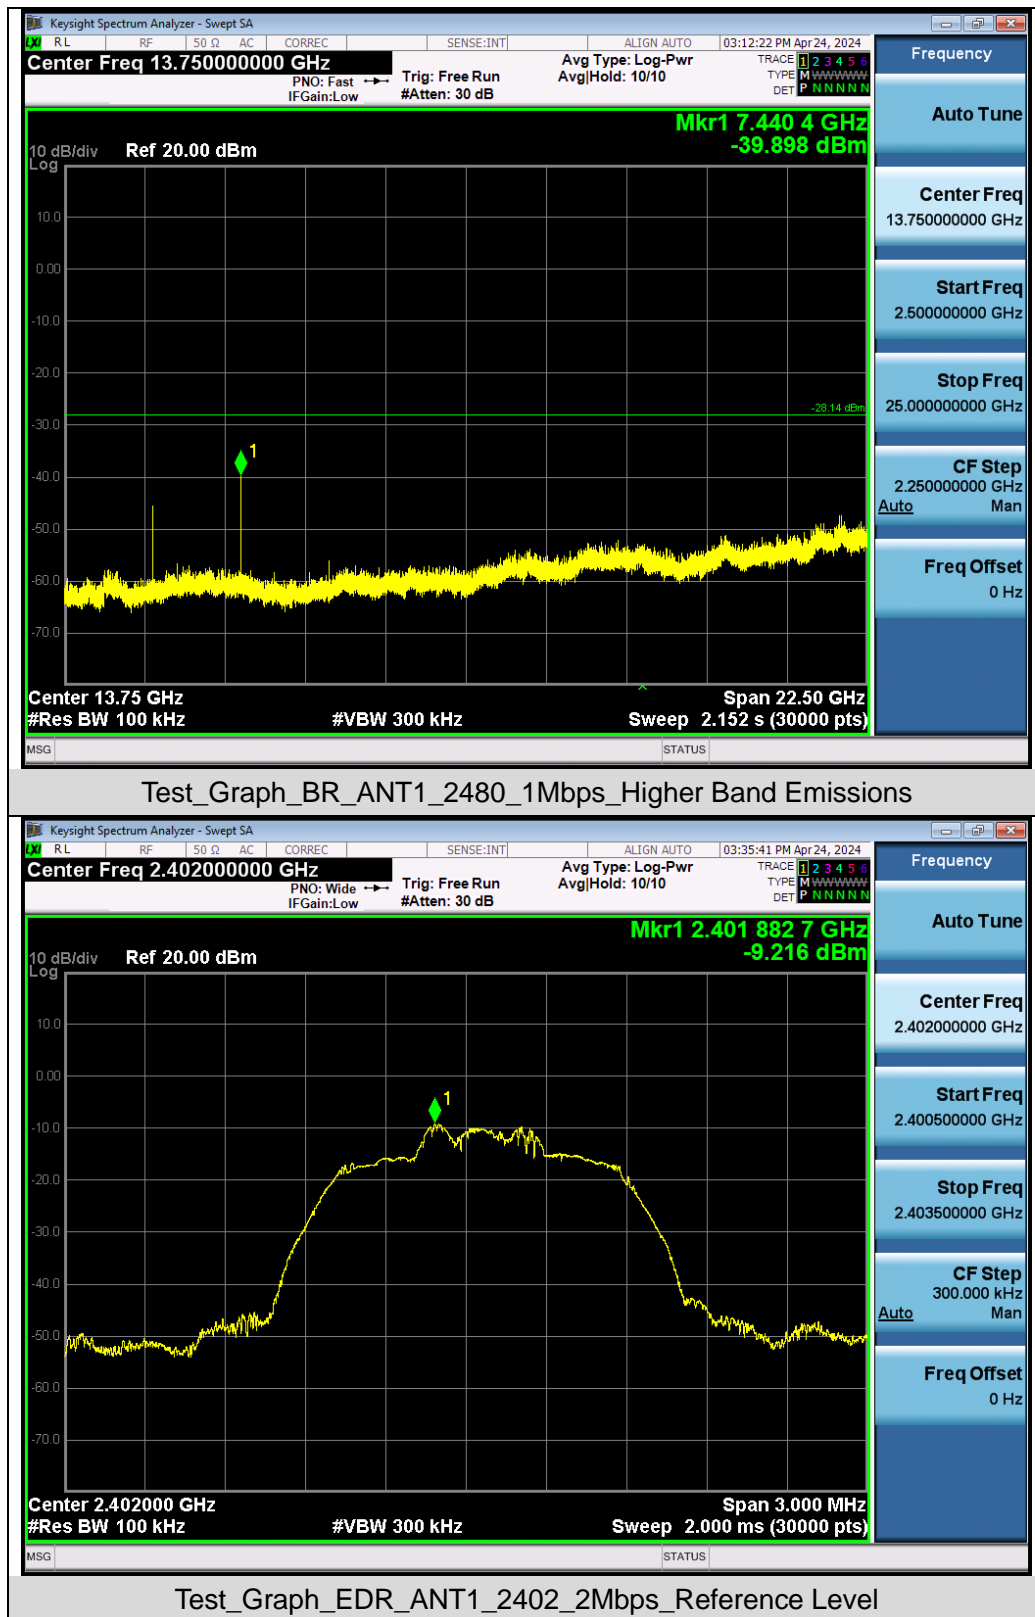 Keysight Spectrum Analyzer - Swept SA
LXI RL RF 50 Ω AC CORREC SENSE:INT ALIGN AUTO 03:12:22 PM Apr 24, 2024
Center Freq 13.750000000 GHz
PNO: Fast
IFGain:Low
Trig: Free Run
#Atten: 30 dB
Avg Type: Log-Pwr
Avg|Hold: 10/10
TRACE 1 2 3 4 5 6
TYPE M WWWWW
DET P N N N N N
Mkr1 7.440 4 GHz
-39.898 dBm
10 dB/div Ref 20.00 dBm
Log
10.0
0.00
-10.0
-20.0
-28.14 dBm
-30.0
1
-40.0
-50.0
-60.0
-70.0
Center 13.75 GHz Span 22.50 GHz
#Res BW 100 kHz #VBW 300 kHz Sweep 2.152 s (30000 pts)
MSG STATUS
Frequency
Auto Tune
Center Freq
13.750000000 GHz
Start Freq
2.500000000 GHz
Stop Freq
25.000000000 GHz
CF Step
2.250000000 GHz
Auto Man
Freq Offset
0 Hz
Test_Graph_BR_ANT1_2480_1Mbps_Higher Band Emissions
Keysight Spectrum Analyzer - Swept SA
LXI RL RF 50 Ω AC CORREC SENSE:INT ALIGN AUTO 03:35:41 PM Apr 24, 2024
Center Freq 2.402000000 GHz
PNO: Wide
IFGain:Low
Trig: Free Run
#Atten: 30 dB
Avg Type: Log-Pwr
Avg|Hold: 10/10
TRACE 1 2 3 4 5 6
TYPE M WWWWW
DET P N N N N N
Mkr1 2.401 882 7 GHz
-9.216 dBm
10 dB/div Ref 20.00 dBm
Log
10.0
0.00
1
-10.0
-20.0
-30.0
-40.0
-50.0
-60.0
-70.0
Center 2.402000 GHz Span 3.000 MHz
#Res BW 100 kHz #VBW 300 kHz Sweep 2.000 ms (30000 pts)
MSG STATUS
Frequency
Auto Tune
Center Freq
2.402000000 GHz
Start Freq
2.400500000 GHz
Stop Freq
2.403500000 GHz
CF Step
300.000 kHz
Auto Man
Freq Offset
0 Hz
Test_Graph_EDR_ANT1_2402_2Mbps_Reference Level